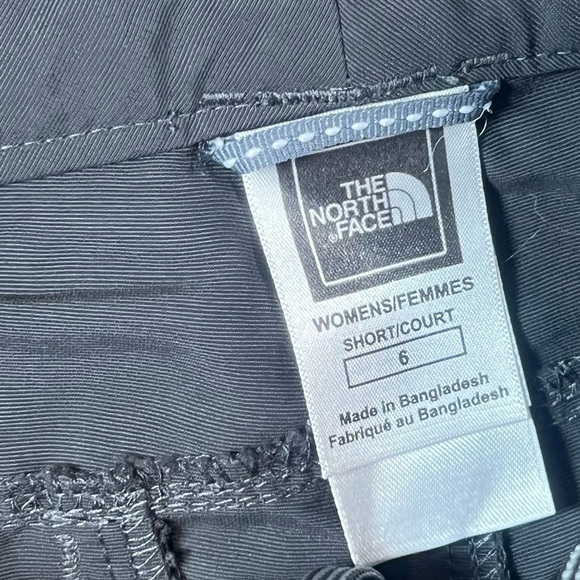 THE
NORTH
FACE
WOMENS/FEMMES
SHORT/COURT
6
Made in Bangladesh
Fabriqué au Bangladesh